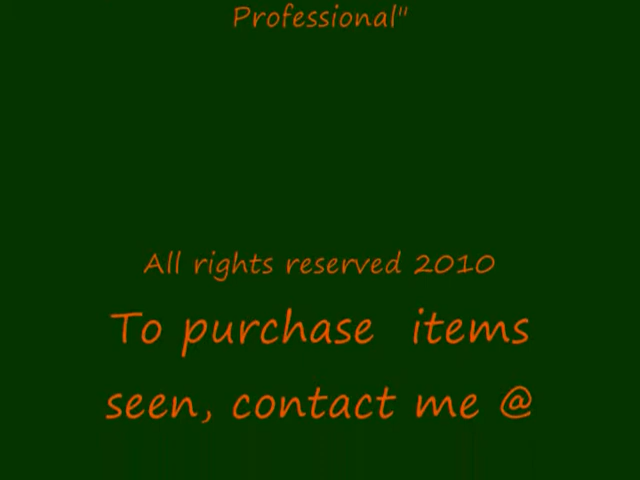 Professional"
All rights reserved 2010
To purchase items
seen, contact me @